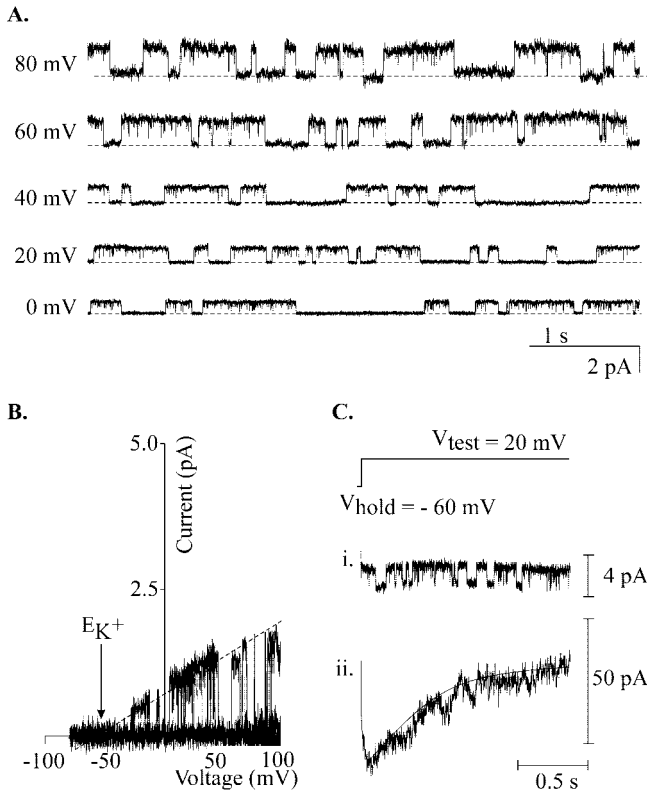 A.
80 mV
60 mV
40 mV
20 mV
0 mV
1 s
2 pA
B.
5.0
Current (pA)
2.5
EK+
-100
-50
50
100
Voltage (mV)
C.
Vtest = 20 mV
Vhold = - 60 mV
i.
4 pA
ii.
50 pA
0.5 s